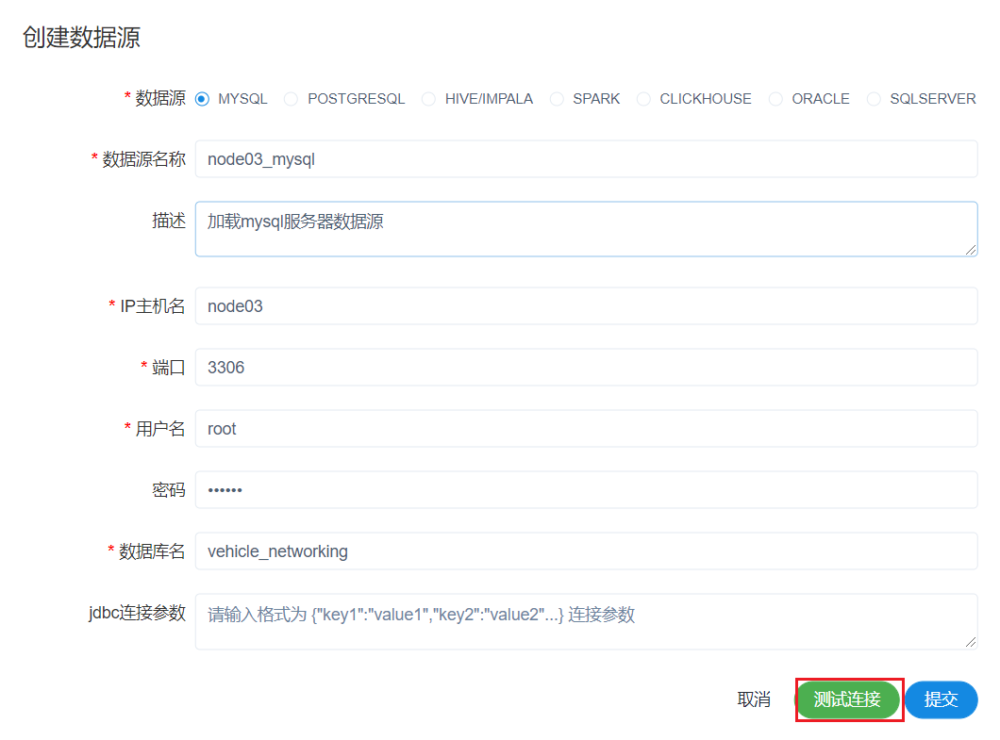 创建数据源
* 数据源 MYSQL POSTGRESQL HIVE/IMPALA SPARK CLICKHOUSE ORACLE SQLSERVER
* 数据源名称 node03_mysql
描述 加载mysql服务器数据源
* IP主机名 node03
* 端口 3306
* 用户名 root
密码 ••••••
* 数据库名 vehicle_networking
jdbc连接参数 请输入格式为 {"key1":"value1","key2":"value2"...} 连接参数
取消 测试连接 提交